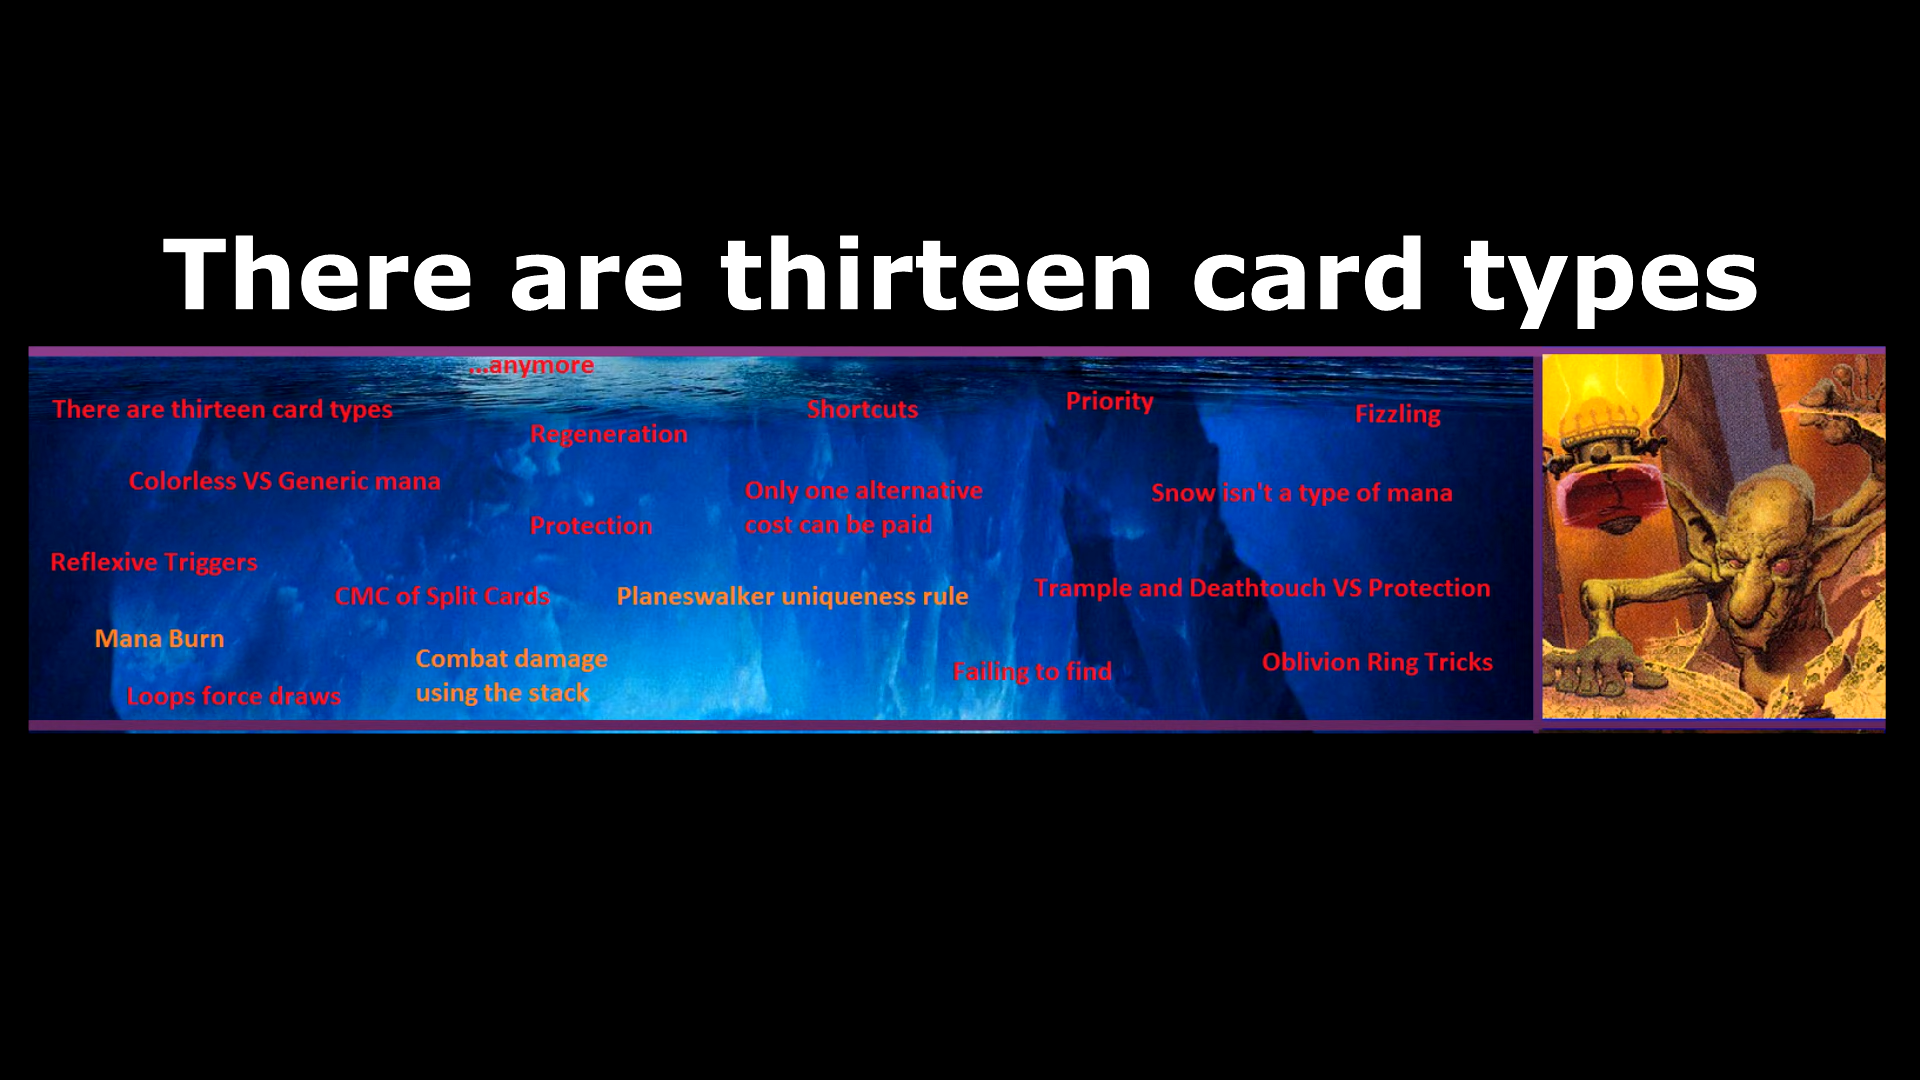 There are thirteen card types
...anymore
There are thirteen card types
Shortcuts
Priority
Fizzling
Regeneration
Colorless VS Generic mana
Only one alternative
cost can be paid
Snow isn't a type of mana
Protection
Reflexive Triggers
CMC of Split Cards
Planeswalker uniqueness rule
Trample and Deathtouch VS Protection
Mana Burn
Combat damage
using the stack
Failing to find
Oblivion Ring Tricks
Loops force draws